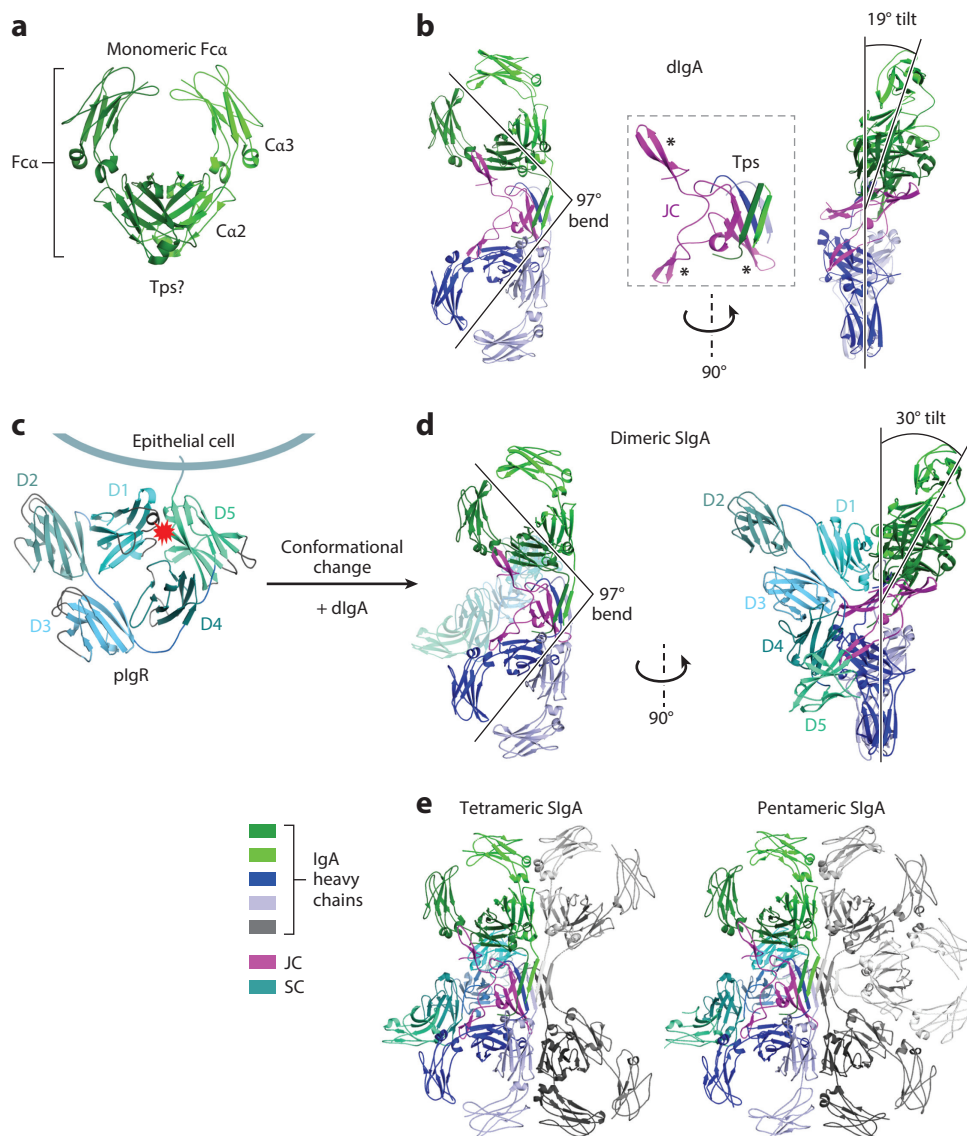 a
Monomeric Fcα
Fcα
Cα3
Cα2
Tps?
b
dIgA
19° tilt
97°
bend
*
Tps
JC
*
*
90°
c
Epithelial cell
D2
D1
D5
D3
D4
pIgR
Conformational
change
+ dIgA
d
Dimeric SIgA
30° tilt
97°
bend
90°
D2
D1
D3
D4
D5
e
Tetrameric SIgA
Pentameric SIgA
IgA
heavy
chains
JC
SC